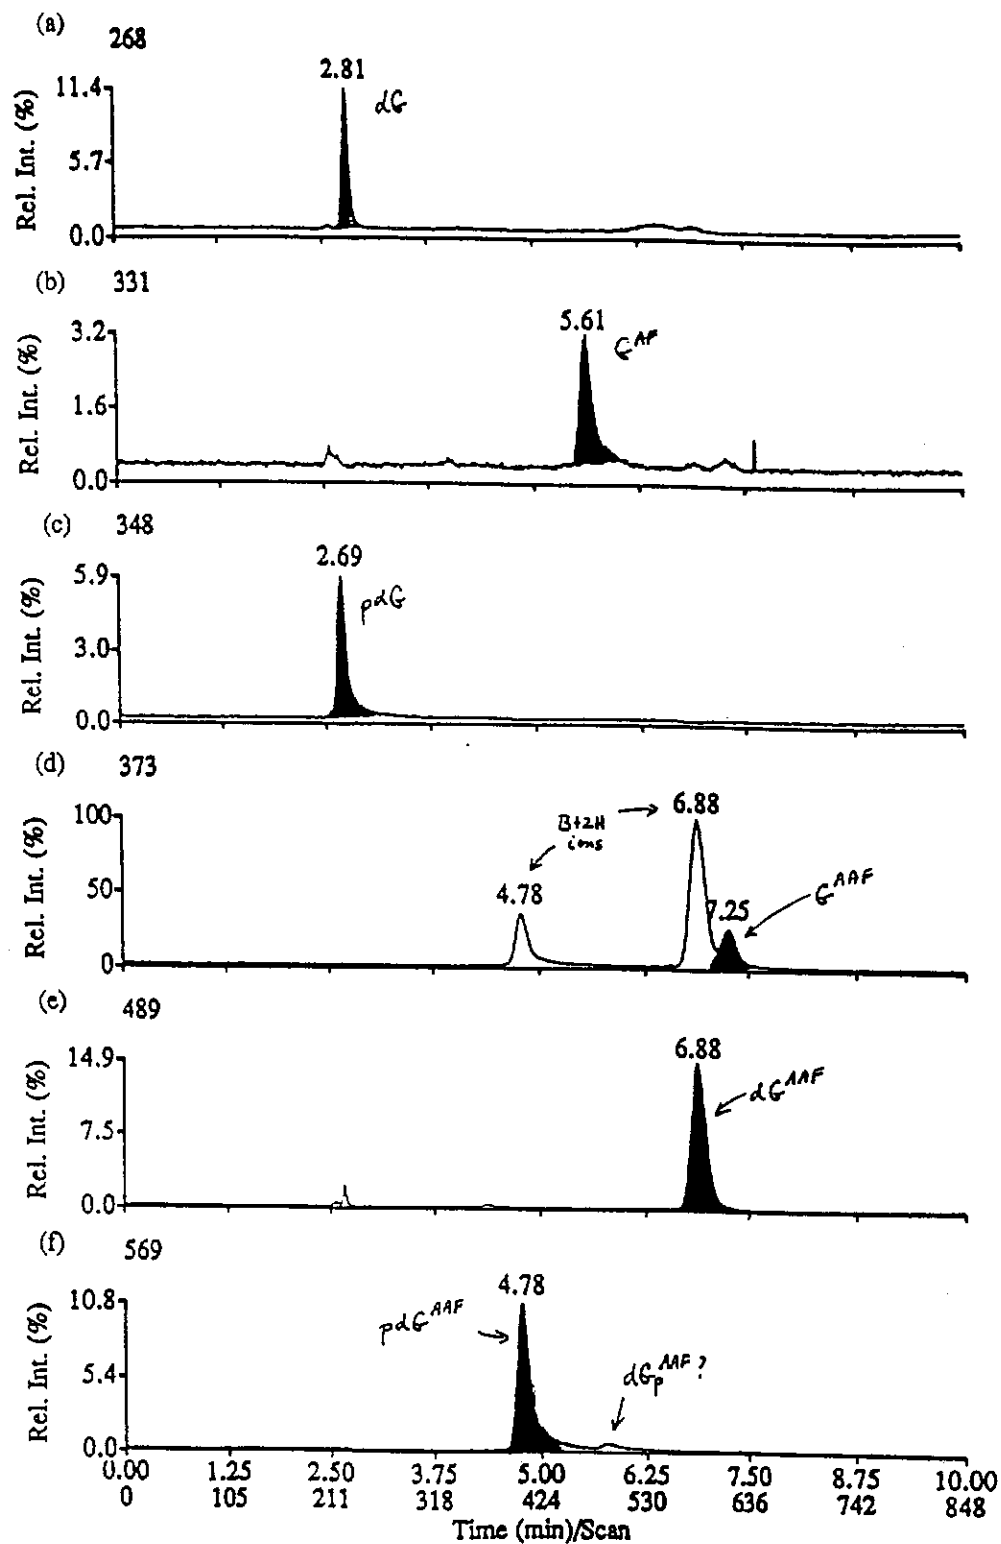 (a)
268
2.81
dG
11.4
5.7
0.0
Rel. Int. (%)
(b)
331
5.61
G^AF
3.2
1.6
0.0
Rel. Int. (%)
(c)
348
2.69
pdG
5.9
3.0
0.0
Rel. Int. (%)
(d)
373
6.88
B+2H
ions
4.78
7.25
G^AAF
100
50
0
Rel. Int. (%)
(e)
489
6.88
dG^AAF
14.9
7.5
0.0
Rel. Int. (%)
(f)
569
4.78
pdG^AAF
dGp^AAF ?
10.8
5.4
0.0
Rel. Int. (%)
0.00 1.25 2.50 3.75 5.00 6.25 7.50 8.75 10.00
0 105 211 318 424 530 636 742 848
Time (min)/Scan